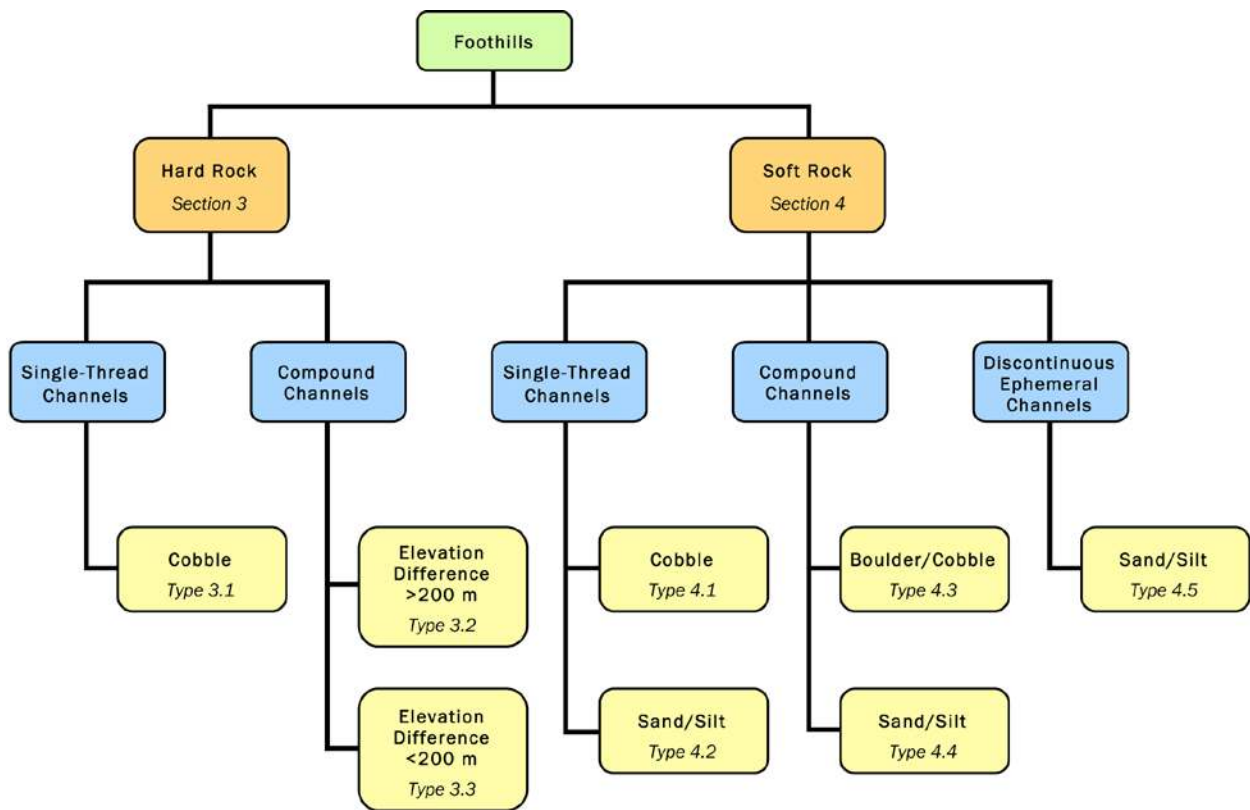 Foothills
Hard Rock
Section 3
Soft Rock
Section 4
Single-Thread
Channels
Compound
Channels
Single-Thread
Channels
Compound
Channels
Discontinuous
Ephemeral
Channels
Cobble
Type 3.1
Elevation
Difference
>200 m
Type 3.2
Cobble
Type 4.1
Boulder/Cobble
Type 4.3
Sand/Silt
Type 4.5
Elevation
Difference
<200 m
Type 3.3
Sand/Silt
Type 4.2
Sand/Silt
Type 4.4